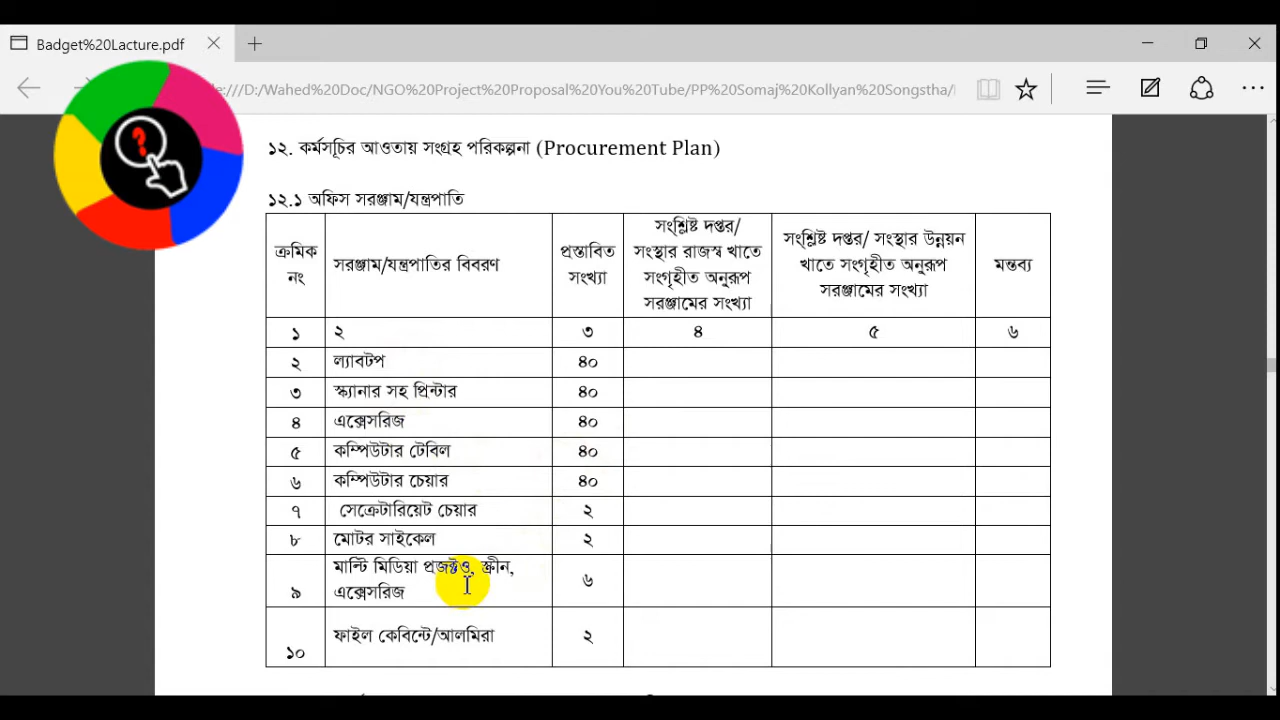 Badget%20Lacture.pdf
e:///D:/Wahed%20Doc/NGO%20Project%20Proposal%20You%20Tube/PP%20Somaj%20Kollyan%20Songstha/
?
১২. কর্মসূচির আওতায় সংগ্রহ পরিকল্পনা (Procurement Plan)
১২.১ অফিস সরঞ্জাম/যন্ত্রপাতি
ক্রমিক নং সরঞ্জাম/যন্ত্রপাতির বিবরণ প্রস্তাবিত সংখ্যা সংশ্লিষ্ট দপ্তর/ সংস্থার রাজস্ব খাতে সংগৃহীত অনুরূপ সরঞ্জামের সংখ্যা সংশ্লিষ্ট দপ্তর/ সংস্থার উন্নয়ন খাতে সংগৃহীত অনুরূপ সরঞ্জামের সংখ্যা মন্তব্য
১ ২ ৩ ৪ ৫ ৬
২ ল্যাবটপ ৪০
৩ স্ক্যানার সহ প্রিন্টার ৪০
৪ এক্সেসরিজ ৪০
৫ কম্পিউটার টেবিল ৪০
৬ কম্পিউটার চেয়ার ৪০
৭ সেক্রেটারিয়েট চেয়ার ২
৮ মোটর সাইকেল ২
৯ মাল্টি মিডিয়া প্রজক্টও, স্ক্রীন, এক্সেসরিজ ৬
১০ ফাইল কেবিন্টে/আলমিরা ২